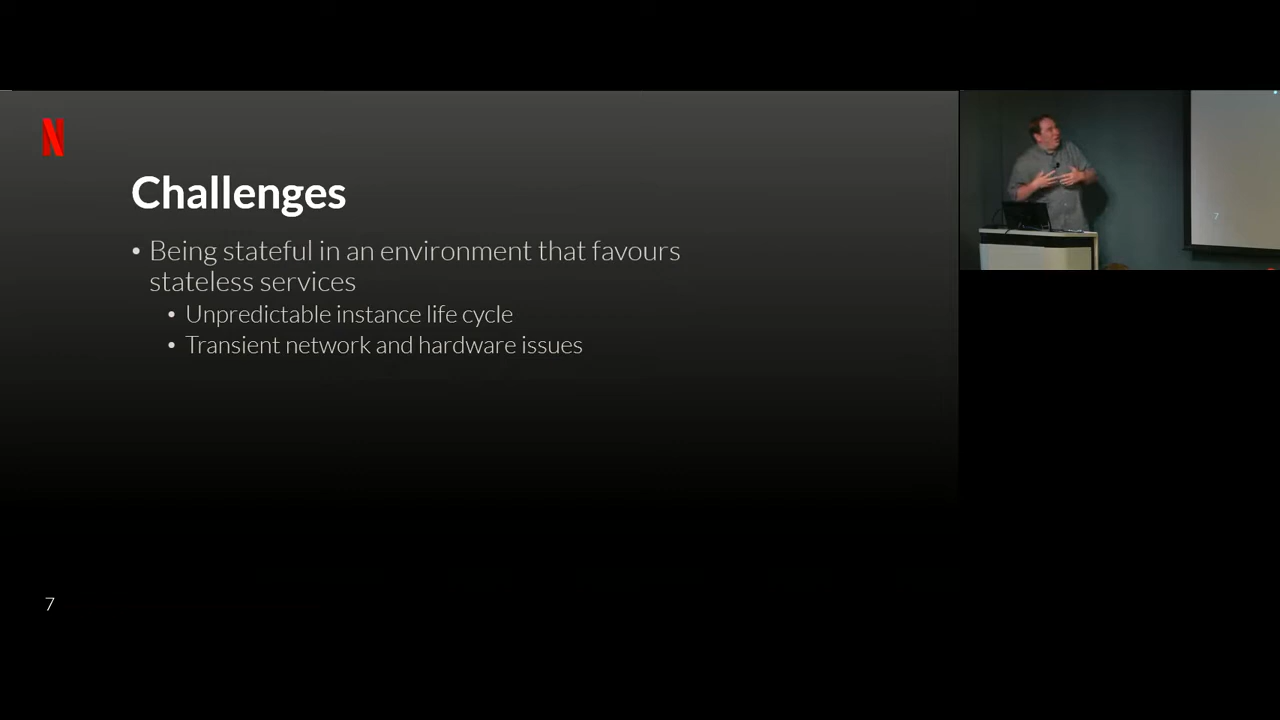 N
Challenges
• Being stateful in an environment that favours
stateless services
• Unpredictable instance life cycle
• Transient network and hardware issues
7
7